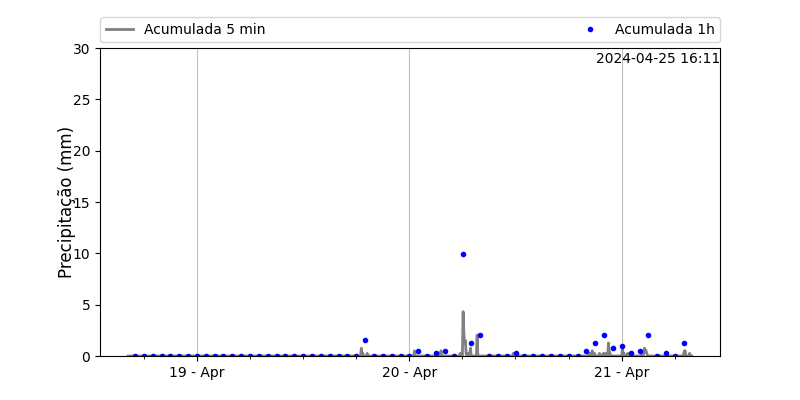 Acumulada 5 min
Acumulada 1h
2024-04-25 16:11
Precipitação (mm)
30
25
20
15
10
5
0
19 - Apr
20 - Apr
21 - Apr